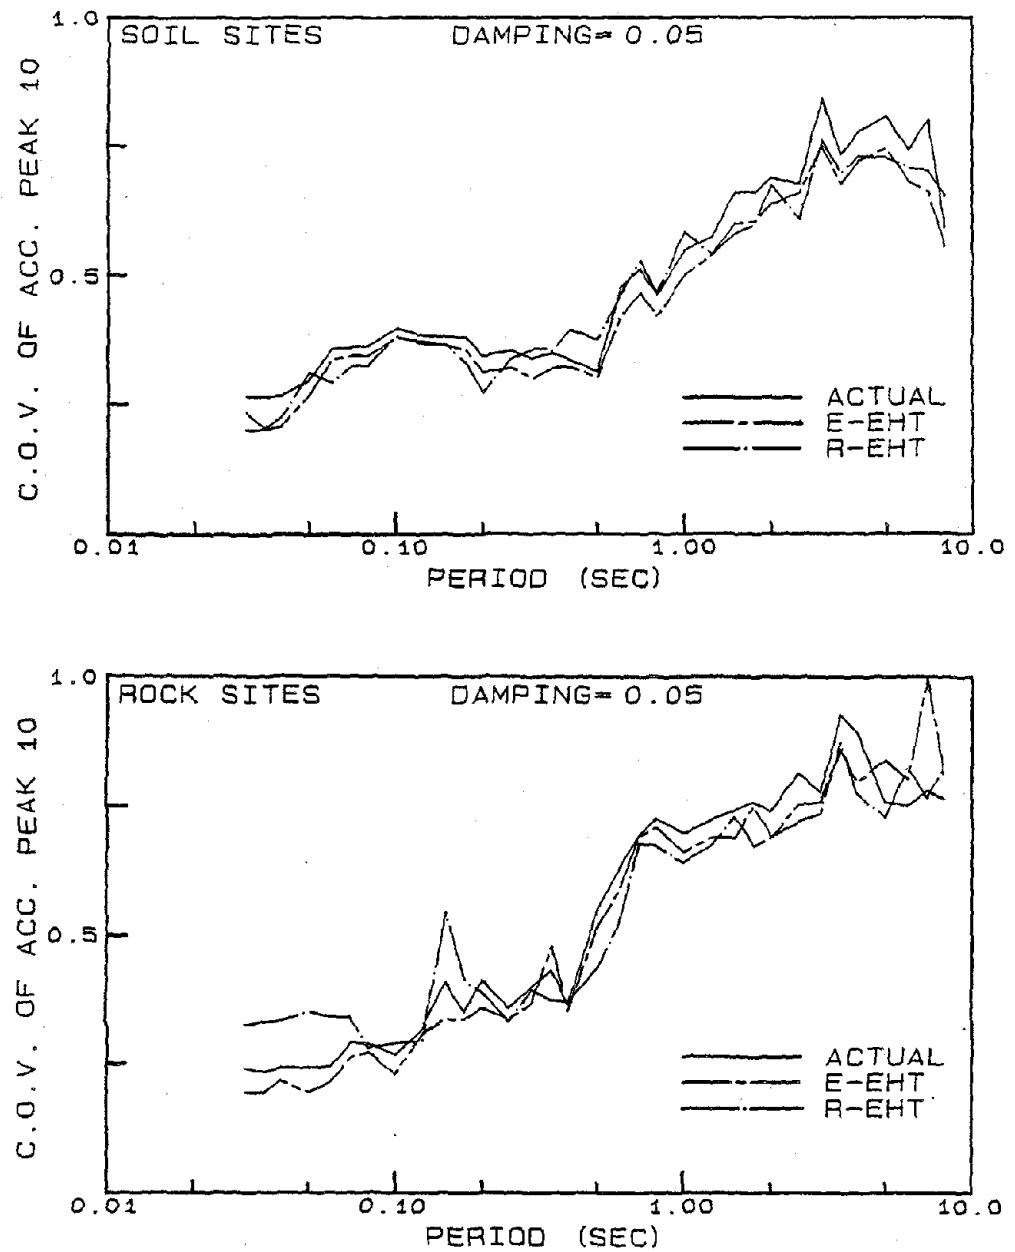 1.0
SOIL SITES DAMPING= 0.05
C.O.V. OF ACC. PEAK 10
0.5
ACTUAL
E-EHT
R-EHT
0.01 0.10 1.00 10.0
PERIOD (SEC)
1.0
ROCK SITES DAMPING= 0.05
C.O.V. OF ACC. PEAK 10
0.5
ACTUAL
E-EHT
R-EHT
0.01 0.10 1.00 10.0
PERIOD (SEC)